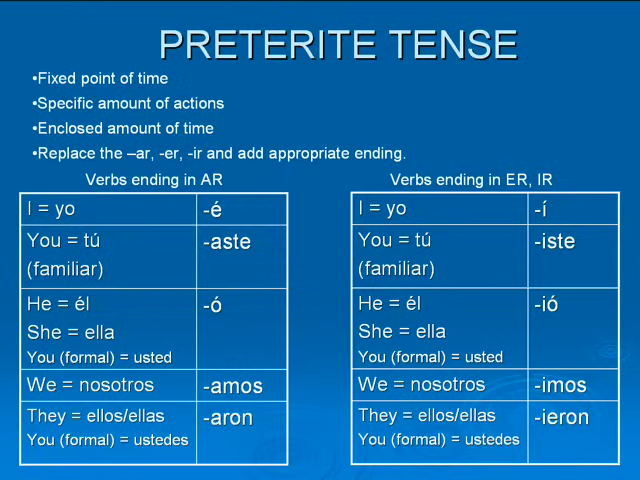 PRETERITE TENSE
•Fixed point of time
•Specific amount of actions
•Enclosed amount of time
•Replace the –ar, -er, -ir and add appropriate ending.
Verbs ending in AR
I = yo -é
You = tú -aste
(familiar)
He = él -ó
She = ella
You (formal) = usted
We = nosotros -amos
They = ellos/ellas -aron
You (formal) = ustedes
Verbs ending in ER, IR
I = yo -í
You = tú -iste
(familiar)
He = él -ió
She = ella
You (formal) = usted
We = nosotros -imos
They = ellos/ellas -ieron
You (formal) = ustedes